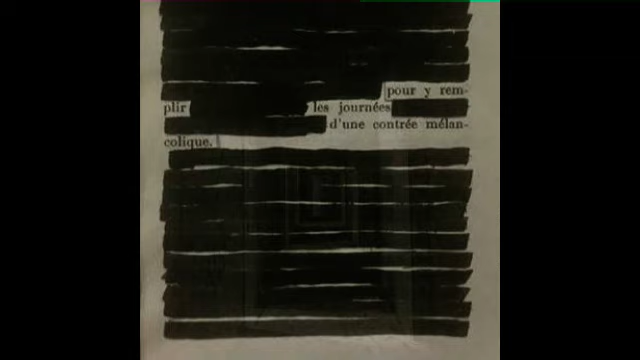 pour y rem-
plir les journées
d'une contrée mélan-
colique.